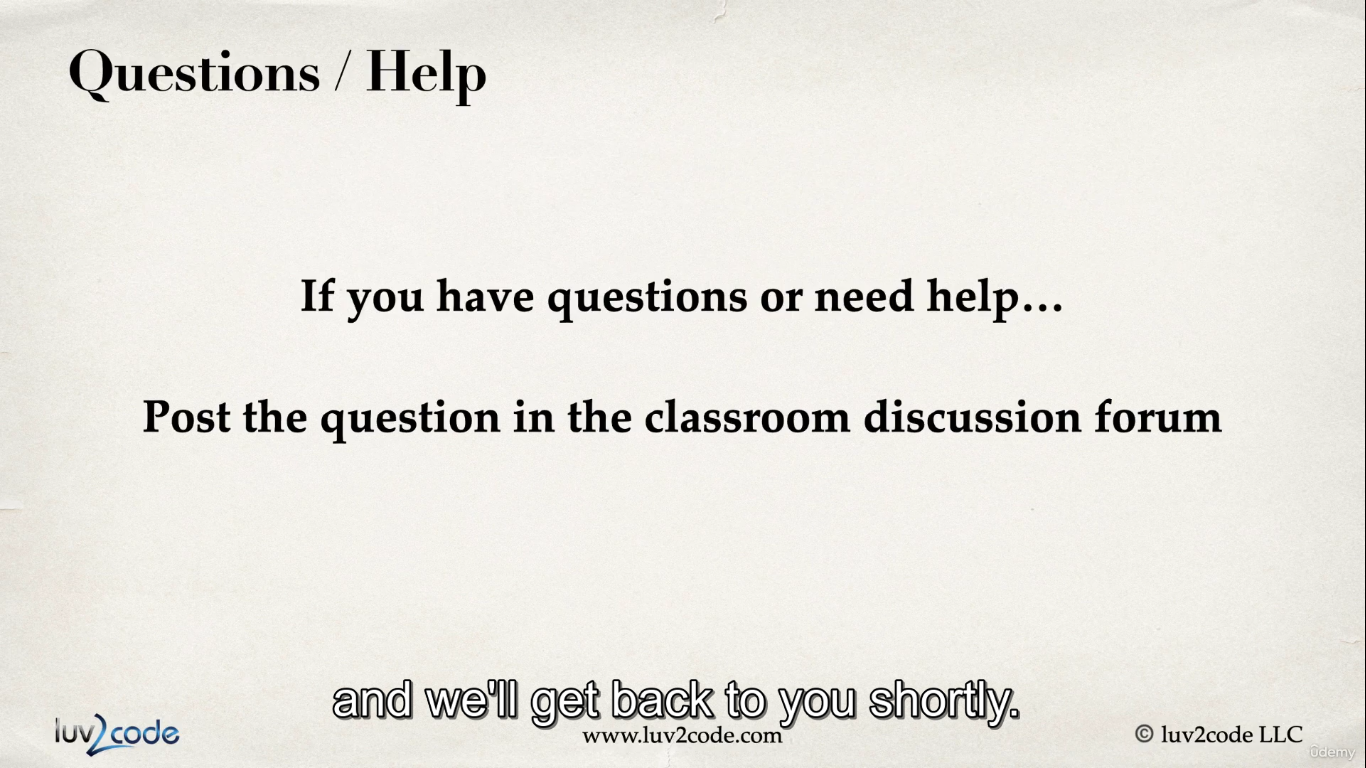 Questions / Help
If you have questions or need help…
Post the question in the classroom discussion forum
and we'll get back to you shortly.
luv2code
www.luv2code.com
© luv2code LLC
Udemy